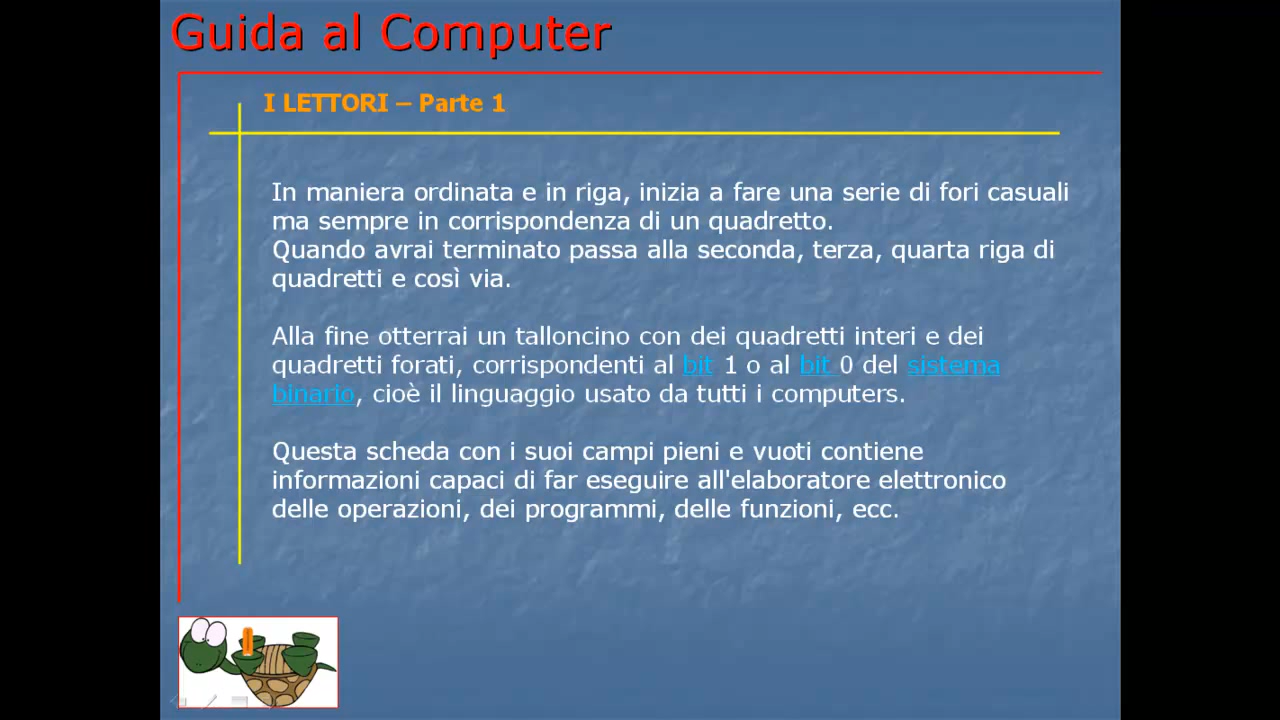 Guida al Computer
I LETTORI – Parte 1
In maniera ordinata e in riga, inizia a fare una serie di fori casuali
ma sempre in corrispondenza di un quadretto.
Quando avrai terminato passa alla seconda, terza, quarta riga di
quadretti e così via.
Alla fine otterrai un talloncino con dei quadretti interi e dei
quadretti forati, corrispondenti al bit 1 o al bit 0 del sistema
binario, cioè il linguaggio usato da tutti i computers.
Questa scheda con i suoi campi pieni e vuoti contiene
informazioni capaci di far eseguire all'elaboratore elettronico
delle operazioni, dei programmi, delle funzioni, ecc.